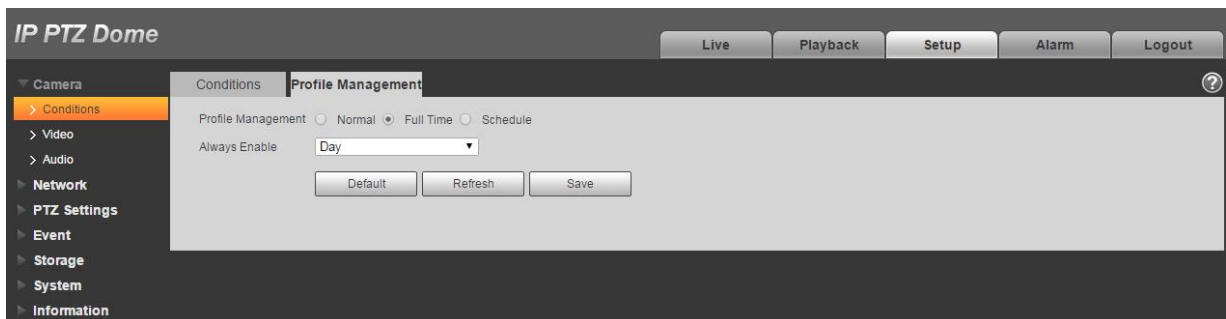 IP PTZ Dome
Live Playback Setup Alarm Logout
Camera
Conditions
Video
Audio
Network
PTZ Settings
Event
Storage
System
Information
Conditions Profile Management
?
Profile Management Normal Full Time Schedule
Always Enable Day
Default Refresh Save